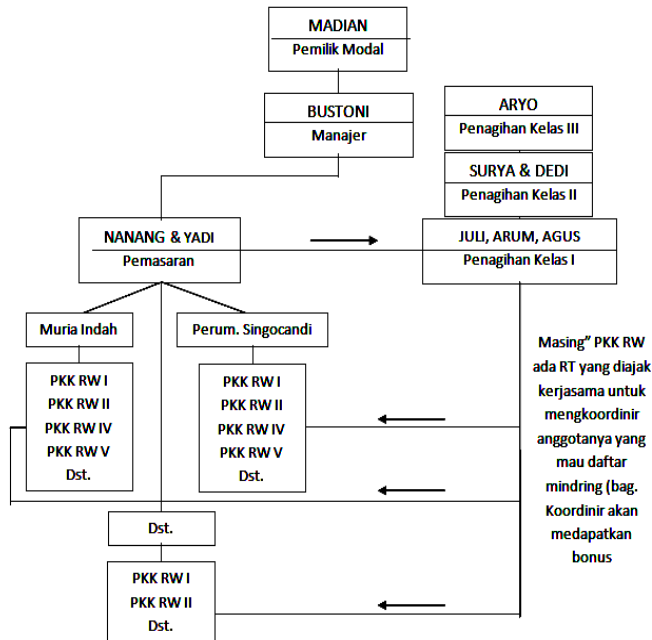 MADIAN
Pemilik Modal
BUSTONI
Manajer
ARYO
Penagihan Kelas III
SURYA & DEDI
Penagihan Kelas II
NANANG & YADI
Pemasaran
JULI, ARUM, AGUS
Penagihan Kelas I
Muria Indah
Perum. Singocandi
PKK RW I
PKK RW II
PKK RW IV
PKK RW V
Dst.
PKK RW I
PKK RW II
PKK RW IV
PKK RW V
Dst.
Masing” PKK RW
ada RT yang diajak
kerjasama untuk
mengkoordinir
anggotanya yang
mau daftar
mindring (bag.
Koordinir akan
medapatkan
bonus
Dst.
PKK RW I
PKK RW II
Dst.